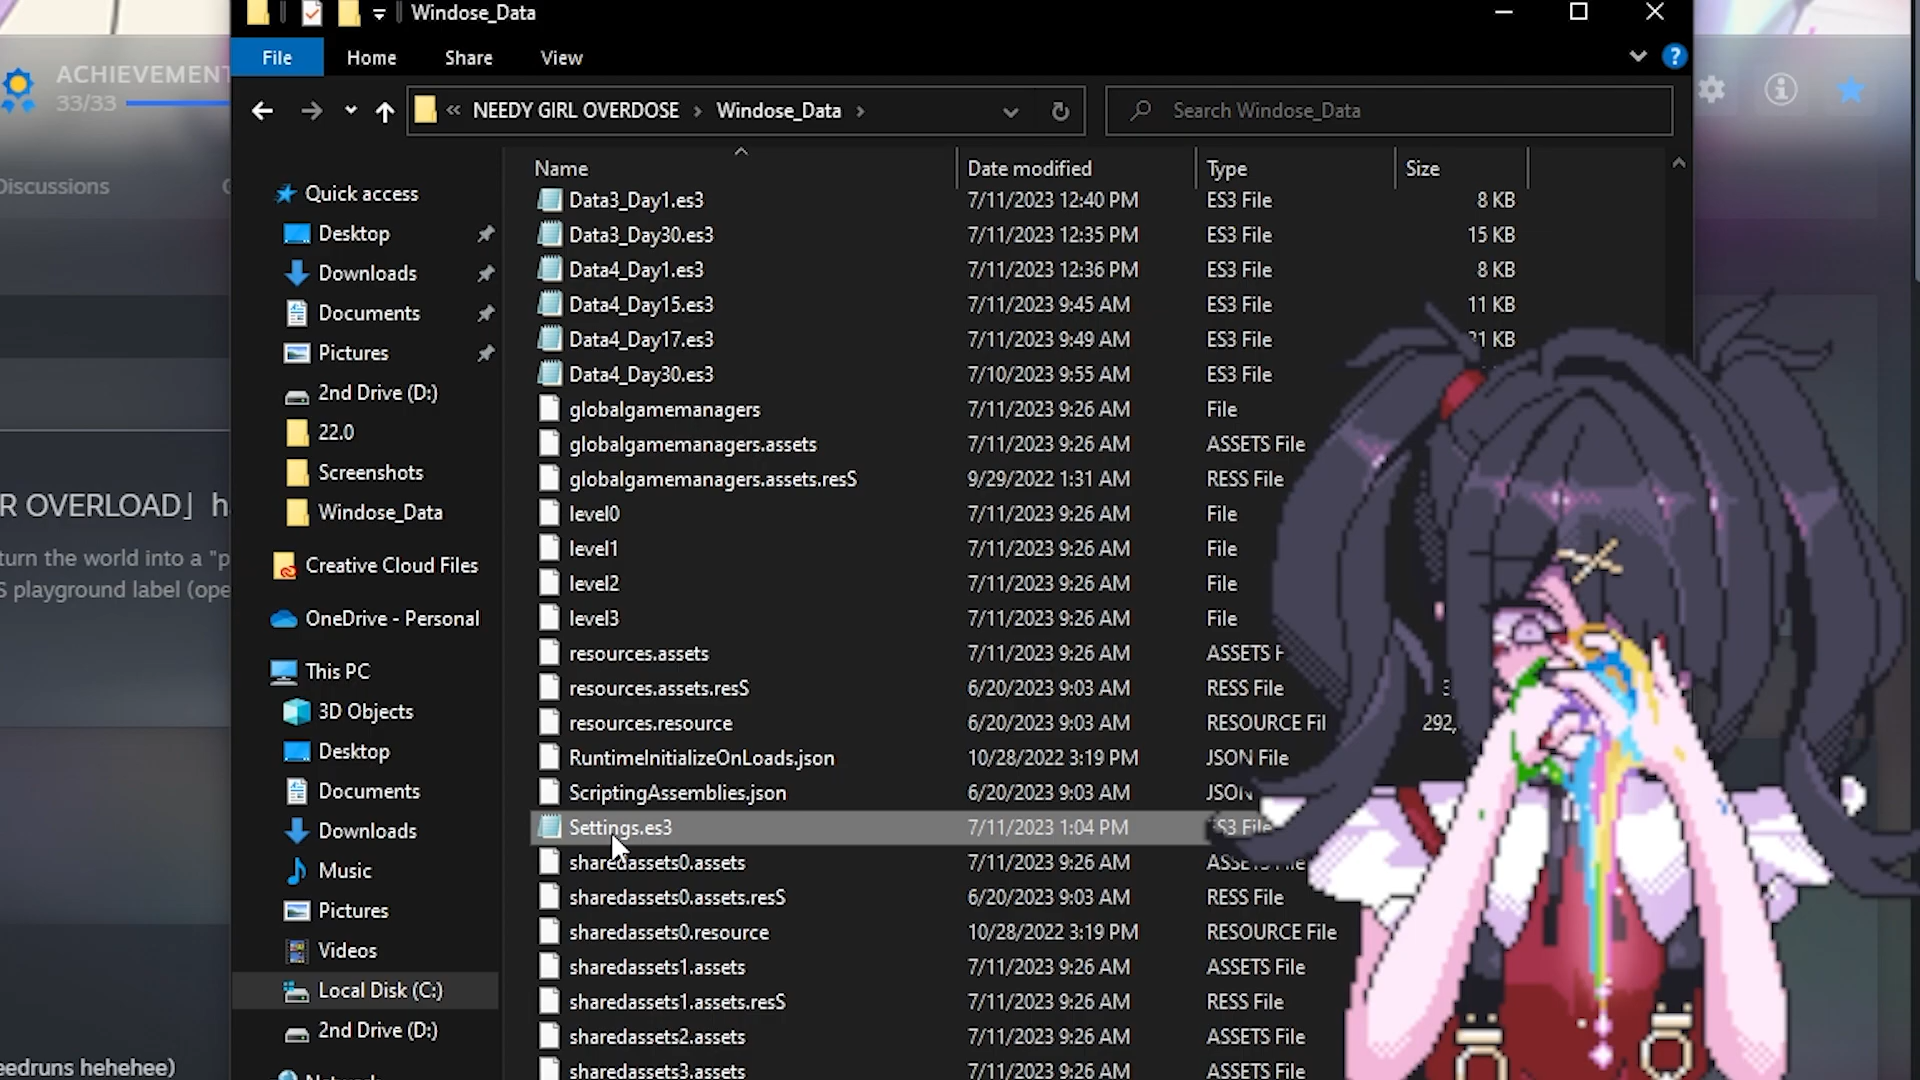 Windose_Data
File Home Share View
ACHIEVEMENT
33/33
NEEDY GIRL OVERDOSE › Windose_Data ›
Search Windose_Data
Discussions
Name Date modified Type Size
Quick access
Desktop
Downloads
Documents
Pictures
2nd Drive (D:)
22.0
Screenshots
Windose_Data
Creative Cloud Files
OneDrive - Personal
This PC
3D Objects
Desktop
Documents
Downloads
Music
Pictures
Videos
Local Disk (C:)
2nd Drive (D:)
Data3_Day1.es3 7/11/2023 12:40 PM ES3 File 8 KB
Data3_Day30.es3 7/11/2023 12:35 PM ES3 File 15 KB
Data4_Day1.es3 7/11/2023 12:36 PM ES3 File 8 KB
Data4_Day15.es3 7/11/2023 9:45 AM ES3 File 11 KB
Data4_Day17.es3 7/11/2023 9:49 AM ES3 File 21 KB
Data4_Day30.es3 7/10/2023 9:55 AM ES3 File
globalgamemanagers 7/11/2023 9:26 AM File
globalgamemanagers.assets 7/11/2023 9:26 AM ASSETS File
globalgamemanagers.assets.resS 9/29/2022 1:31 AM RESS File
level0 7/11/2023 9:26 AM File
level1 7/11/2023 9:26 AM File
level2 7/11/2023 9:26 AM File
level3 7/11/2023 9:26 AM File
resources.assets 7/11/2023 9:26 AM ASSETS F
resources.assets.resS 6/20/2023 9:03 AM RESS File 3
resources.resource 6/20/2023 9:03 AM RESOURCE Fil 292,
RuntimeInitializeOnLoads.json 10/28/2022 3:19 PM JSON File
ScriptingAssemblies.json 6/20/2023 9:03 AM JSON
Settings.es3 7/11/2023 1:04 PM S3 File
sharedassets0.assets 7/11/2023 9:26 AM ASSETS File
sharedassets0.assets.resS 6/20/2023 9:03 AM RESS File
sharedassets0.resource 10/28/2022 3:19 PM RESOURCE File
sharedassets1.assets 7/11/2023 9:26 AM ASSETS File
sharedassets1.assets.resS 7/11/2023 9:26 AM RESS File
sharedassets2.assets 7/11/2023 9:26 AM ASSETS File
sharedassets3.assets 7/11/2023 9:26 AM ASSETS File
R OVERLOAD」 h
turn the world into a "p
S playground label (ope
eedruns hehehee)